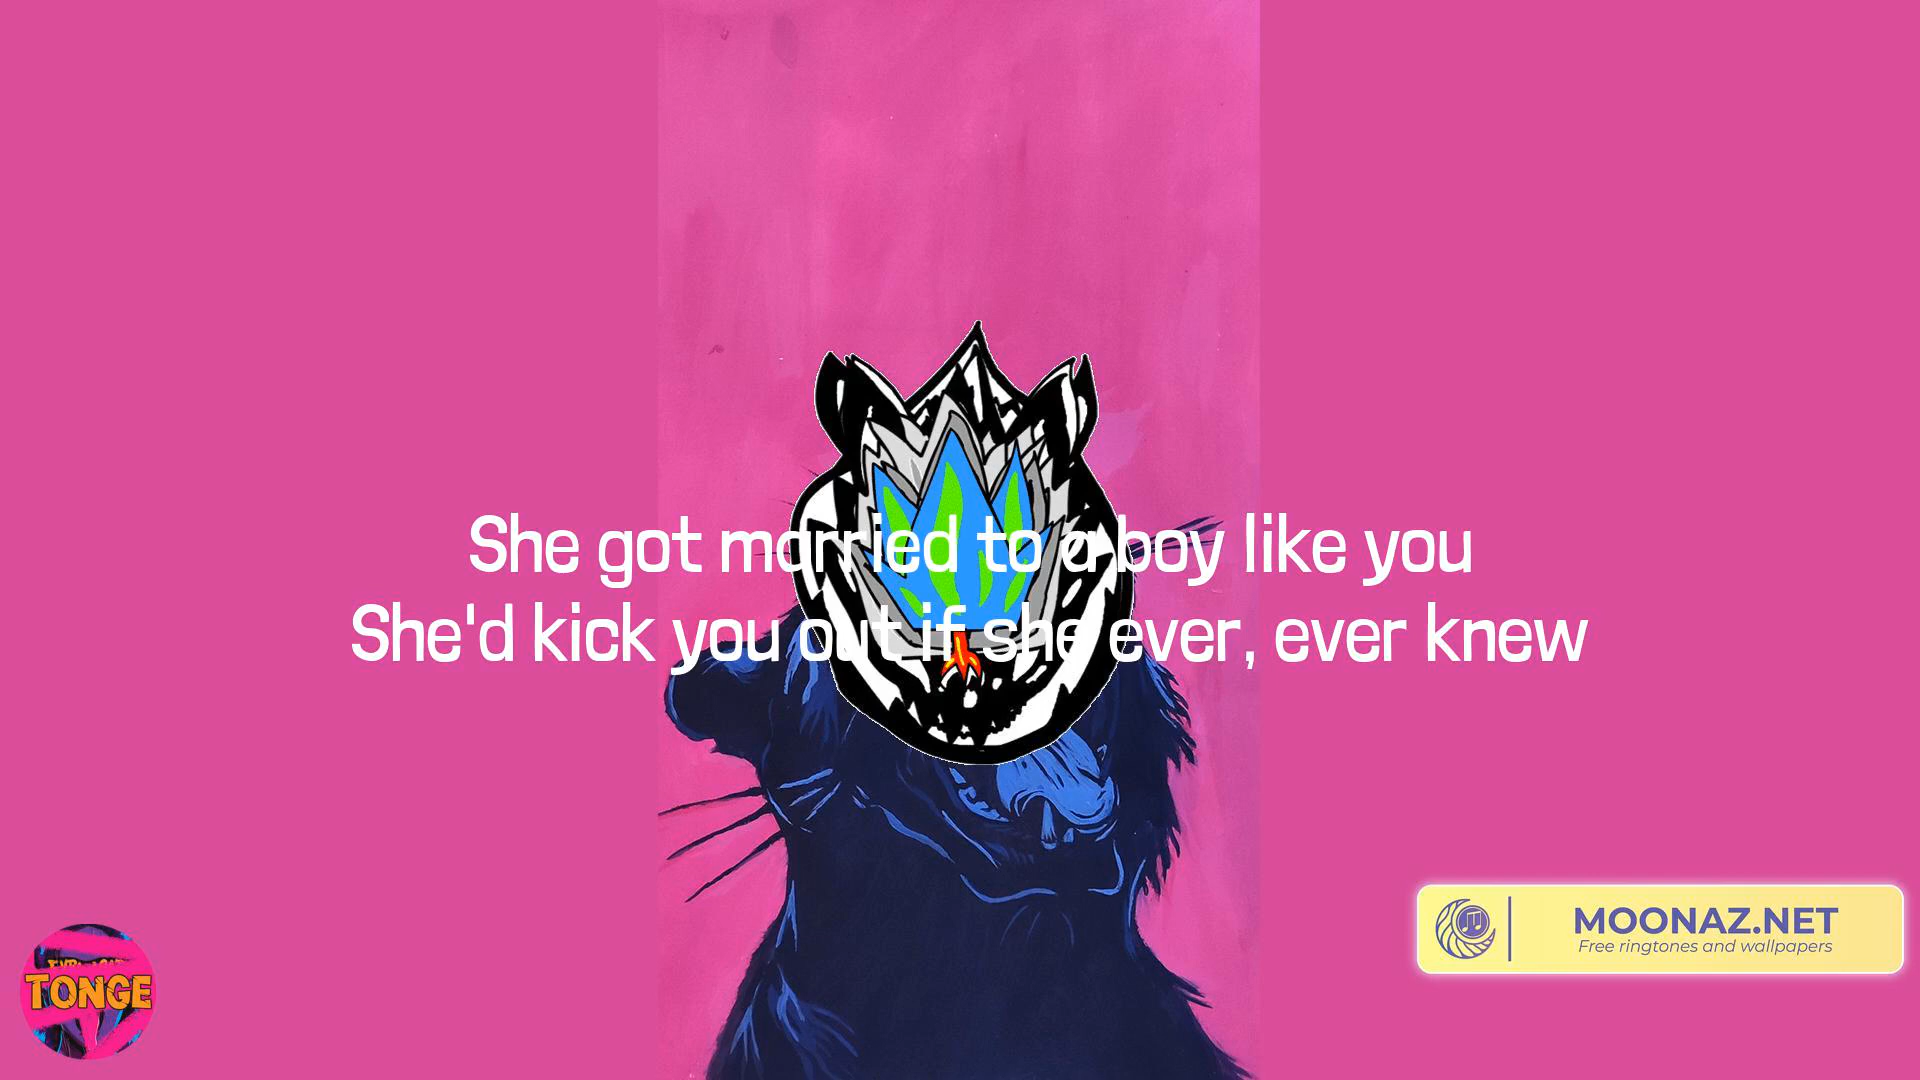 She got married to a boy like you
She'd kick you out if she ever, ever knew
MOONAZ.NET
Free ringtones and wallpapers
TONGE